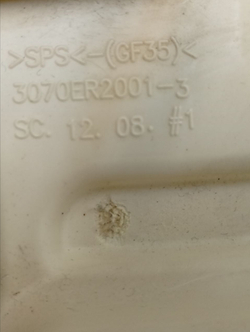 >SPS<-(GF35)<
3070ER2001-3
SC. 12. 08. #1